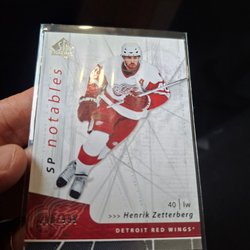 SP
SP notables
40 | lw
>>> Henrik Zetterberg
DETROIT RED WINGS